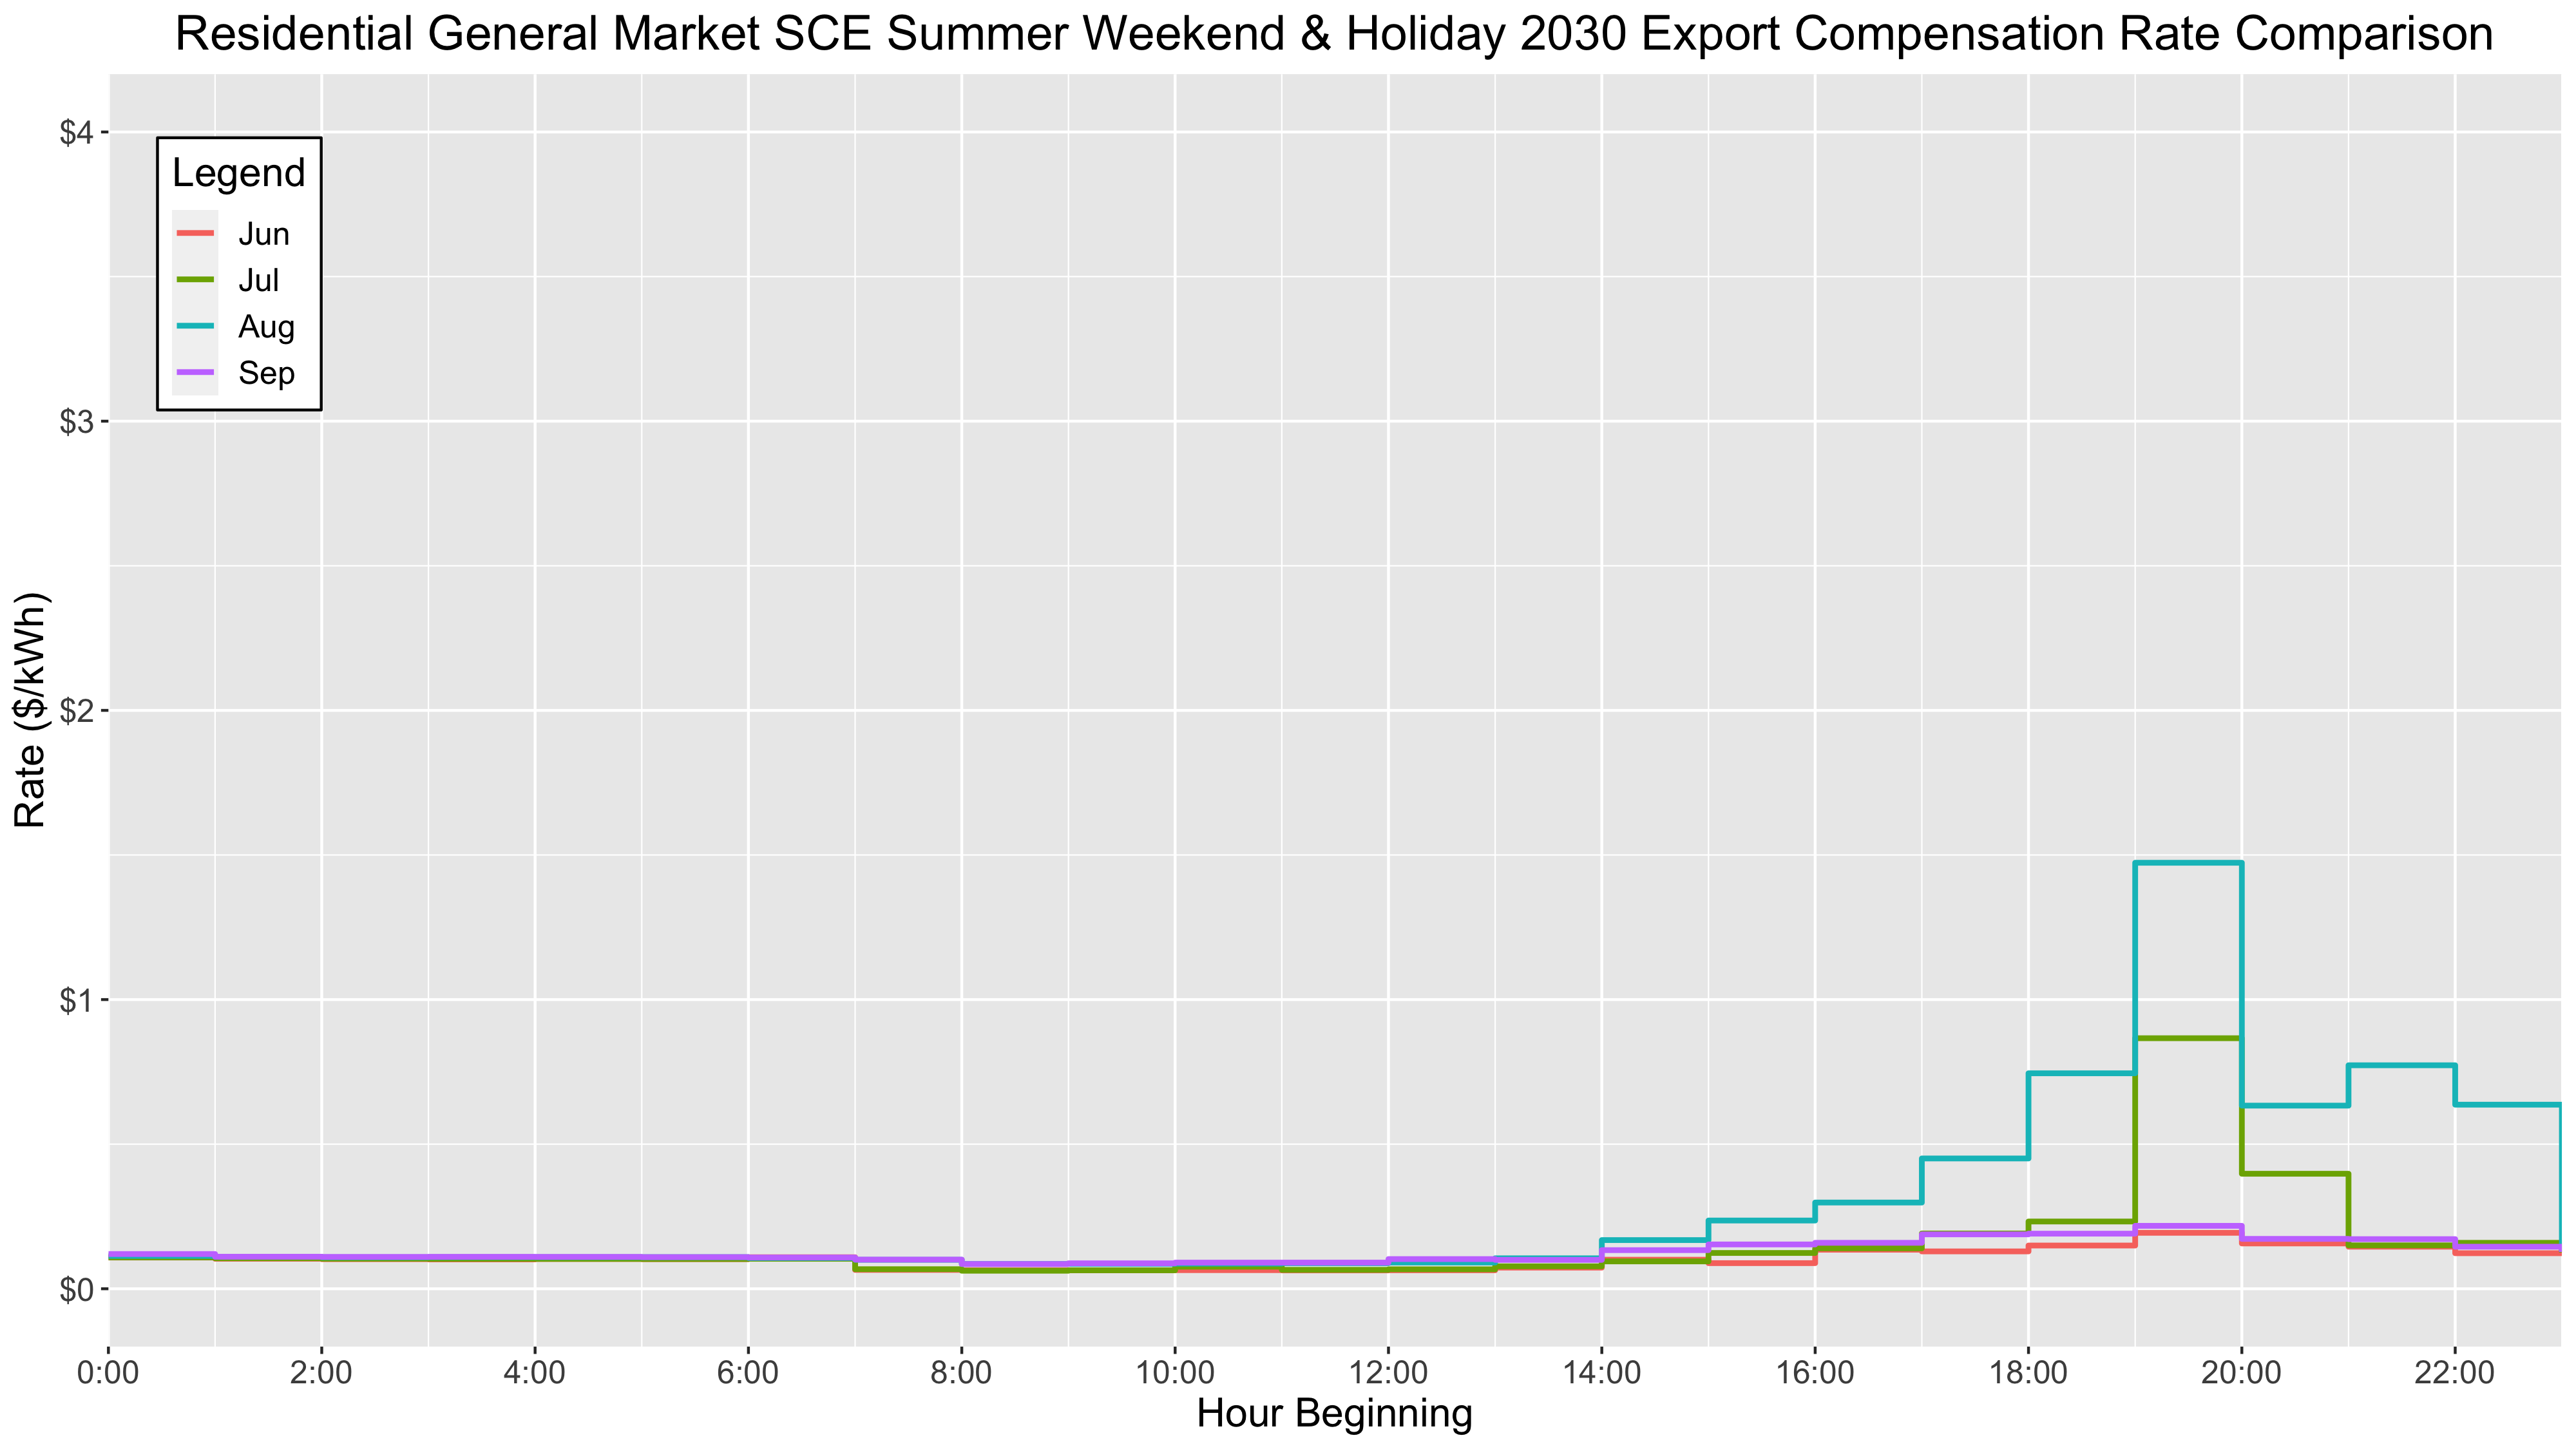 Residential General Market SCE Summer Weekend & Holiday 2030 Export Compensation Rate Comparison
Rate ($/kWh)
$4
$3
$2
$1
$0
Legend
Jun
Jul
Aug
Sep
0:00 2:00 4:00 6:00 8:00 10:00 12:00 14:00 16:00 18:00 20:00 22:00
Hour Beginning